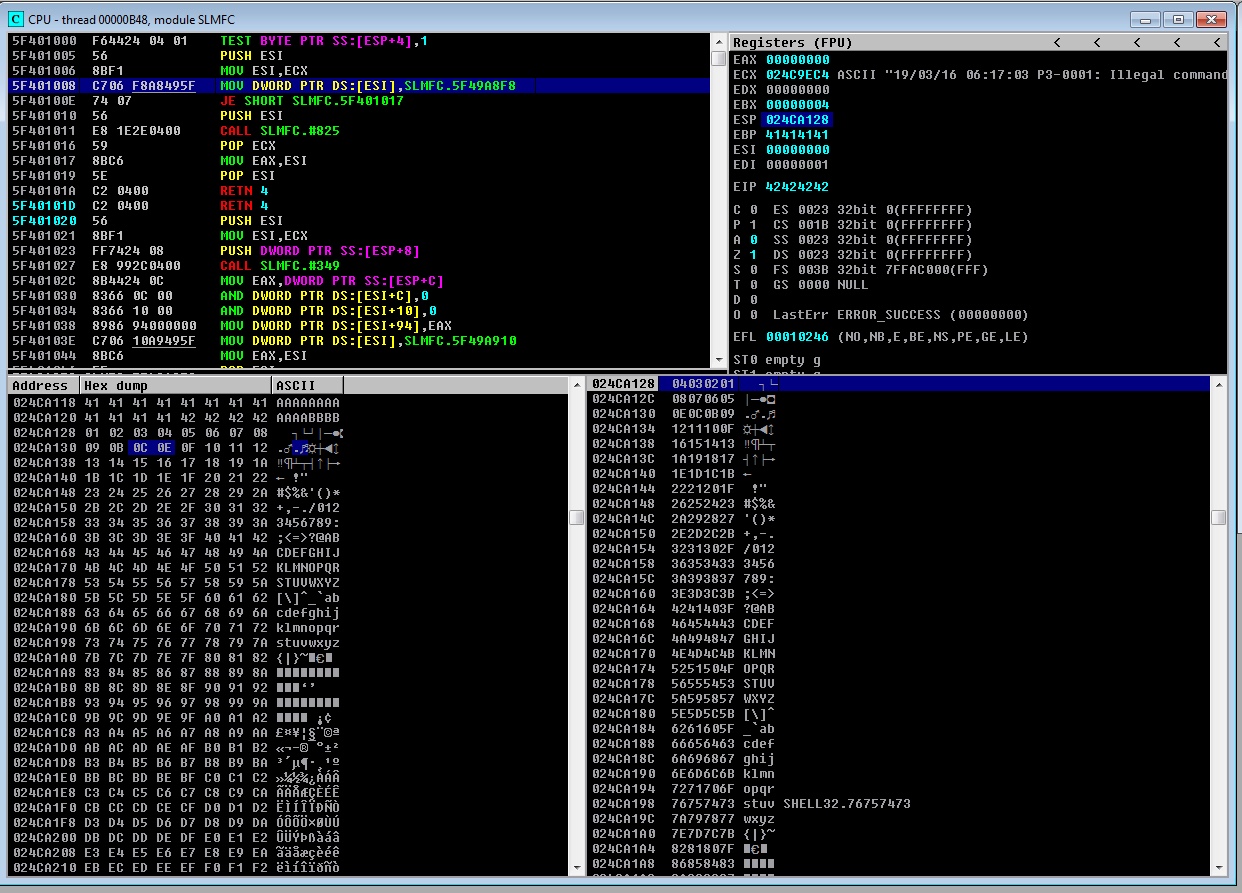 CPU - thread 00000B48, module SLMFC
5F401000 F64424 04 01 TEST BYTE PTR SS:[ESP+4],1
5F401005 56 PUSH ESI
5F401006 8BF1 MOV ESI,ECX
5F401008 C706 F8A8495F MOV DWORD PTR DS:[ESI],SLMFC.5F49A8F8
5F40100E 74 07 JE SHORT SLMFC.5F401017
5F401010 56 PUSH ESI
5F401011 E8 1E2E0400 CALL SLMFC.#825
5F401016 59 POP ECX
5F401017 8BC6 MOV EAX,ESI
5F401019 5E POP ESI
5F40101A C2 0400 RETN 4
5F40101D C2 0400 RETN 4
5F401020 56 PUSH ESI
5F401021 8BF1 MOV ESI,ECX
5F401023 FF7424 08 PUSH DWORD PTR SS:[ESP+8]
5F401027 E8 992C0400 CALL SLMFC.#349
5F40102C 8B4424 0C MOV EAX,DWORD PTR SS:[ESP+C]
5F401030 8366 0C 00 AND DWORD PTR DS:[ESI+C],0
5F401034 8366 10 00 AND DWORD PTR DS:[ESI+10],0
5F401038 8986 94000000 MOV DWORD PTR DS:[ESI+94],EAX
5F40103E C706 10A9495F MOV DWORD PTR DS:[ESI],SLMFC.5F49A910
5F401044 8BC6 MOV EAX,ESI
Registers (FPU) < < < < <
EAX 00000000
ECX 024C9EC4 ASCII "19/03/16 06:17:03 P3-0001: Illegal command
EDX 00000000
EBX 00000004
ESP 024CA128
EBP 41414141
ESI 00000000
EDI 00000001
EIP 42424242
C 0 ES 0023 32bit 0(FFFFFFFF)
P 1 CS 001B 32bit 0(FFFFFFFF)
A 0 SS 0023 32bit 0(FFFFFFFF)
Z 1 DS 0023 32bit 0(FFFFFFFF)
S 0 FS 003B 32bit 7FFAC000(FFF)
T 0 GS 0000 NULL
D 0
O 0 LastErr ERROR_SUCCESS (00000000)
EFL 00010246 (NO,NB,E,BE,NS,PE,GE,LE)
ST0 empty g
Address Hex dump ASCII
024CA118 41 41 41 41 41 41 41 41 AAAAAAAA
024CA120 41 41 41 41 42 42 42 42 AAAABBBB
024CA128 01 02 03 04 05 06 07 08
024CA130 09 0B 0C 0E 0F 10 11 12
024CA138 13 14 15 16 17 18 19 1A
024CA140 1B 1C 1D 1E 1F 20 21 22 ← !"
024CA148 23 24 25 26 27 28 29 2A #$%&'()*
024CA150 2B 2C 2D 2E 2F 30 31 32 +,-./012
024CA158 33 34 35 36 37 38 39 3A 3456789:
024CA160 3B 3C 3D 3E 3F 40 41 42 ;<=>?@AB
024CA168 43 44 45 46 47 48 49 4A CDEFGHIJ
024CA170 4B 4C 4D 4E 4F 50 51 52 KLMNOPQR
024CA178 53 54 55 56 57 58 59 5A STUVWXYZ
024CA180 5B 5C 5D 5E 5F 60 61 62 [\]^_`ab
024CA188 63 64 65 66 67 68 69 6A cdefghij
024CA190 6B 6C 6D 6E 6F 70 71 72 klmnopqr
024CA198 73 74 75 76 77 78 79 7A stuvwxyz
024CA1A0 7B 7C 7D 7E 7F 80 81 82 {|}~■€■
024CA1A8 83 84 85 86 87 88 89 8A ■■■■■■■■
024CA1B0 8B 8C 8D 8E 8F 90 91 92 ■■■‘’
024CA1B8 93 94 95 96 97 98 99 9A ■■■■■■■■
024CA1C0 9B 9C 9D 9E 9F A0 A1 A2 ■■■■ ¡¢
024CA1C8 A3 A4 A5 A6 A7 A8 A9 AA £¤¥¦§¨©ª
024CA1D0 AB AC AD AE AF B0 B1 B2 «¬-® °±²
024CA1D8 B3 B4 B5 B6 B7 B8 B9 BA ³´µ¶·¸¹º
024CA1E0 BB BC BD BE BF C0 C1 C2 »¼½¾¿ÀÁÂ
024CA1E8 C3 C4 C5 C6 C7 C8 C9 CA ÃÄÅÆÇÈÉÊ
024CA1F0 CB CC CD CE CF D0 D1 D2 ËÌÍÎÏÐÑÒ
024CA1F8 D3 D4 D5 D6 D7 D8 D9 DA ÓÔÕÖ×ØÙÚ
024CA200 DB DC DD DE DF E0 E1 E2 ÛÜÝÞßàáâ
024CA208 E3 E4 E5 E6 E7 E8 E9 EA ãäåæçèéê
024CA210 EB EC ED EE EF F0 F1 F2 ëìíîïðñò
024CA128 04030201
024CA12C 08070605
024CA130 0E0C0B09
024CA134 1211100F
024CA138 16151413
024CA13C 1A191817
024CA140 1E1D1C1B ←
024CA144 2221201F !"
024CA148 26252423 #$%&
024CA14C 2A292827 '()*
024CA150 2E2D2C2B +,-.
024CA154 3231302F /012
024CA158 36353433 3456
024CA15C 3A393837 789:
024CA160 3E3D3C3B ;<=>
024CA164 4241403F ?@AB
024CA168 46454443 CDEF
024CA16C 4A494847 GHIJ
024CA170 4E4D4C4B KLMN
024CA174 5251504F OPQR
024CA178 56555453 STUV
024CA17C 5A595857 WXYZ
024CA180 5E5D5C5B [\]^
024CA184 6261605F _`ab
024CA188 66656463 cdef
024CA18C 6A696867 ghij
024CA190 6E6D6C6B klmn
024CA194 7271706F opqr
024CA198 76757473 stuv SHELL32.76757473
024CA19C 7A797877 wxyz
024CA1A0 7E7D7C7B {|}~
024CA1A4 8281807F ■€■
024CA1A8 86858483 ■■■■